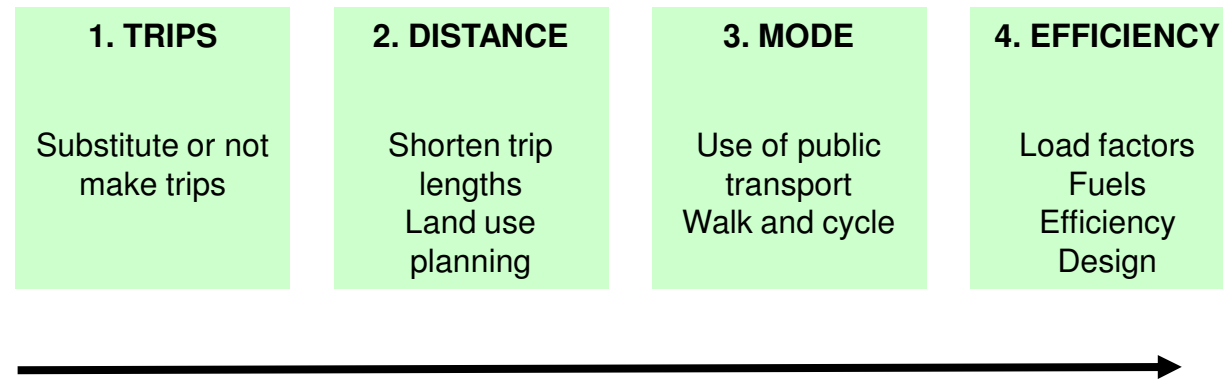 1. TRIPS
Substitute or not
make trips
2. DISTANCE
Shorten trip
lengths
Land use
planning
3. MODE
Use of public
transport
Walk and cycle
4. EFFICIENCY
Load factors
Fuels
Efficiency
Design